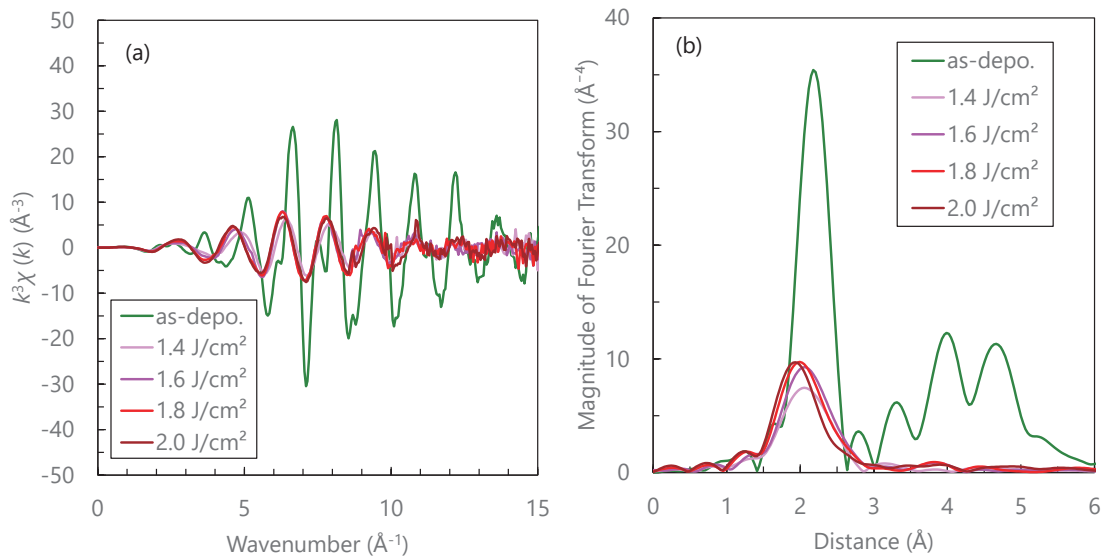 (a)
50
40
30
20
10
0
-10
-20
-30
-40
-50
k³χ (k) (Å⁻³)
as-depo.
1.4 J/cm²
1.6 J/cm²
1.8 J/cm²
2.0 J/cm²
0 5 10 15
Wavenumber (Å⁻¹)
(b)
40
30
20
10
0
Magnitude of Fourier Transform (Å⁻⁴)
as-depo.
1.4 J/cm²
1.6 J/cm²
1.8 J/cm²
2.0 J/cm²
0 1 2 3 4 5 6
Distance (Å)